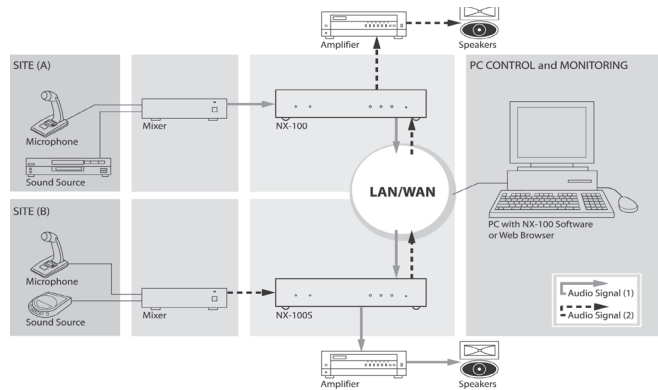 Amplifier
Speakers
SITE (A)
PC CONTROL and MONITORING
Microphone
Mixer
NX-100
Sound Source
LAN/WAN
SITE (B)
PC with NX-100 Software
or Web Browser
Microphone
Sound Source
Mixer
NX-100S
Audio Signal (1)
Audio Signal (2)
Amplifier
Speakers